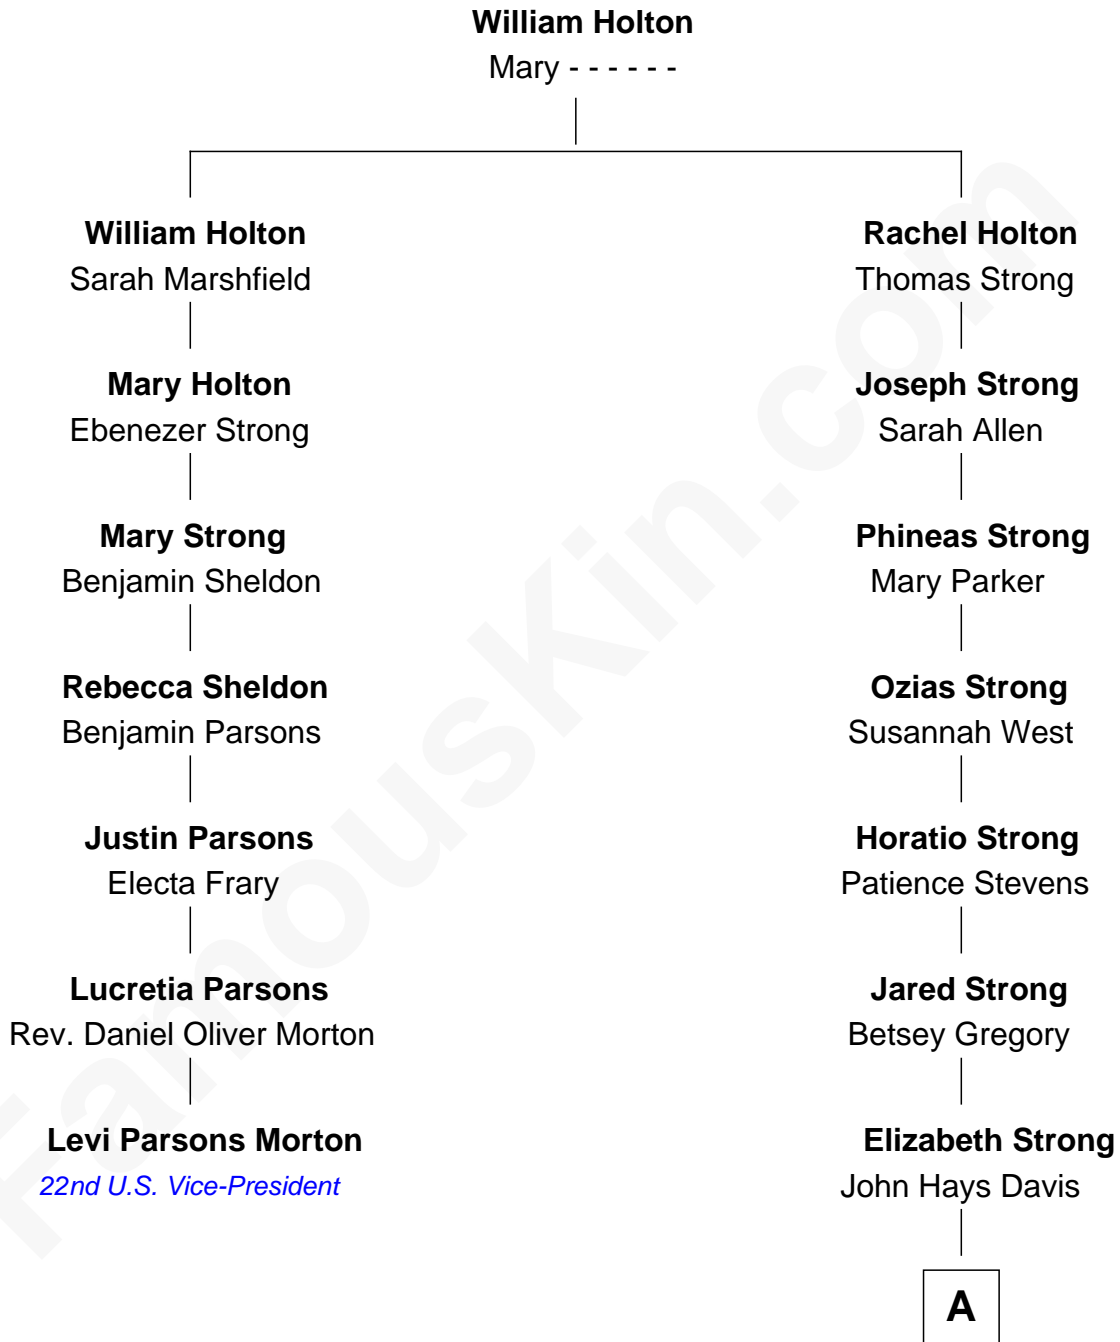 William Holton
Mary - - - - - -
William Holton
Sarah Marshfield
Rachel Holton
Thomas Strong
Mary Holton
Ebenezer Strong
Joseph Strong
Sarah Allen
Mary Strong
Benjamin Sheldon
Phineas Strong
Mary Parker
Rebecca Sheldon
Benjamin Parsons
Ozias Strong
Susannah West
Justin Parsons
Electa Frary
Horatio Strong
Patience Stevens
Lucretia Parsons
Rev. Daniel Oliver Morton
Jared Strong
Betsey Gregory
Levi Parsons Morton
22nd U.S. Vice-President
Elizabeth Strong
John Hays Davis
A
FamousKin.com